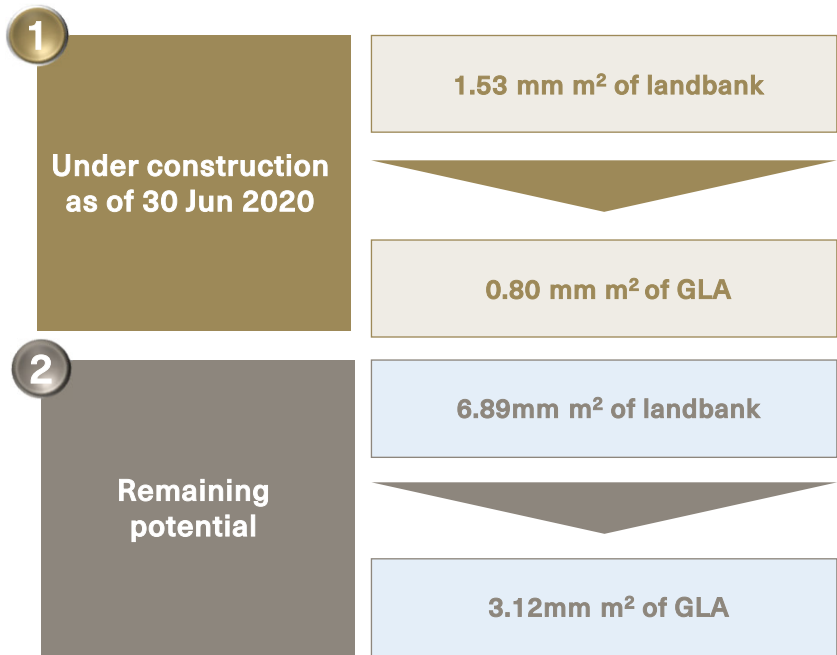 1
Under construction
as of 30 Jun 2020
1.53 mm m² of landbank
0.80 mm m² of GLA
2
Remaining
potential
6.89mm m² of landbank
3.12mm m² of GLA